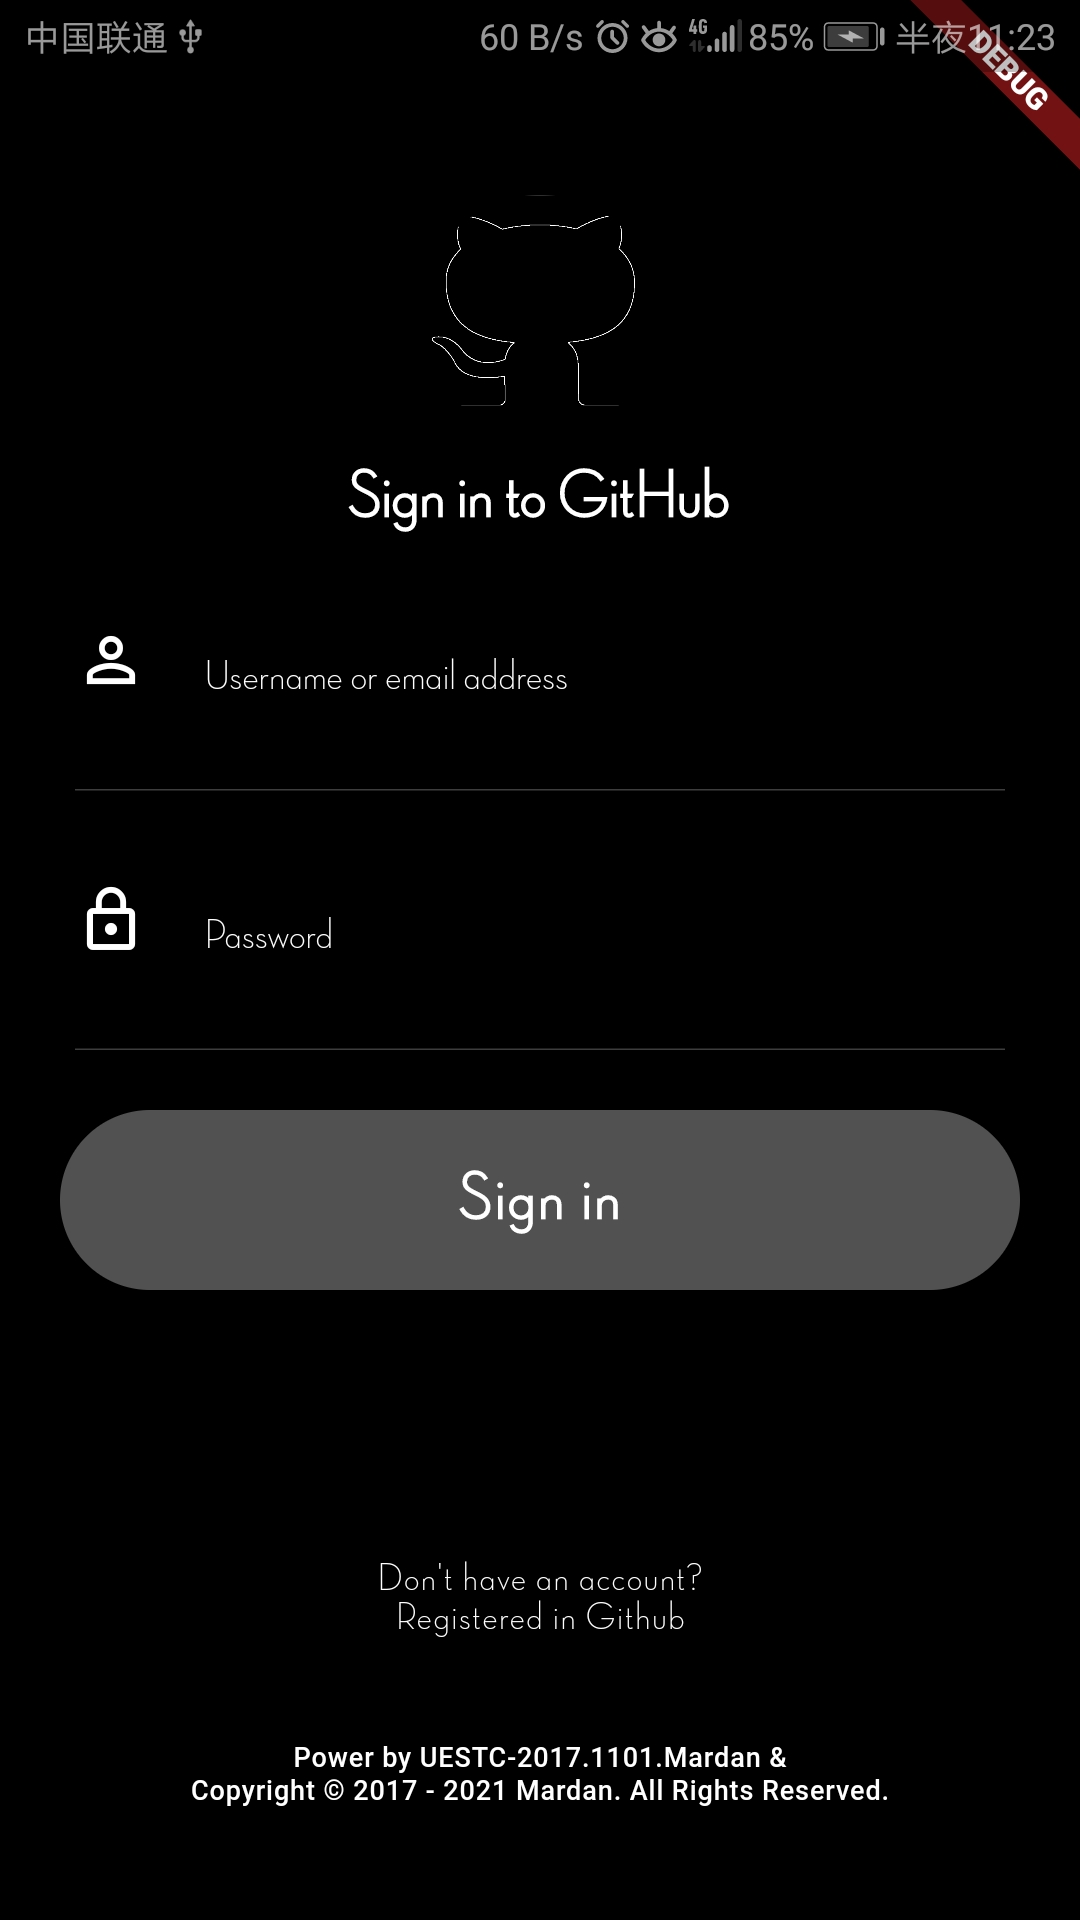 中国联通 60 B/s 4G 85% 半夜11:23
DEBUG
Sign in to GitHub
Username or email address
Password
Sign in
Don't have an account?
Registered in Github
Power by UESTC-2017.1101.Mardan &
Copyright © 2017 - 2021 Mardan. All Rights Reserved.